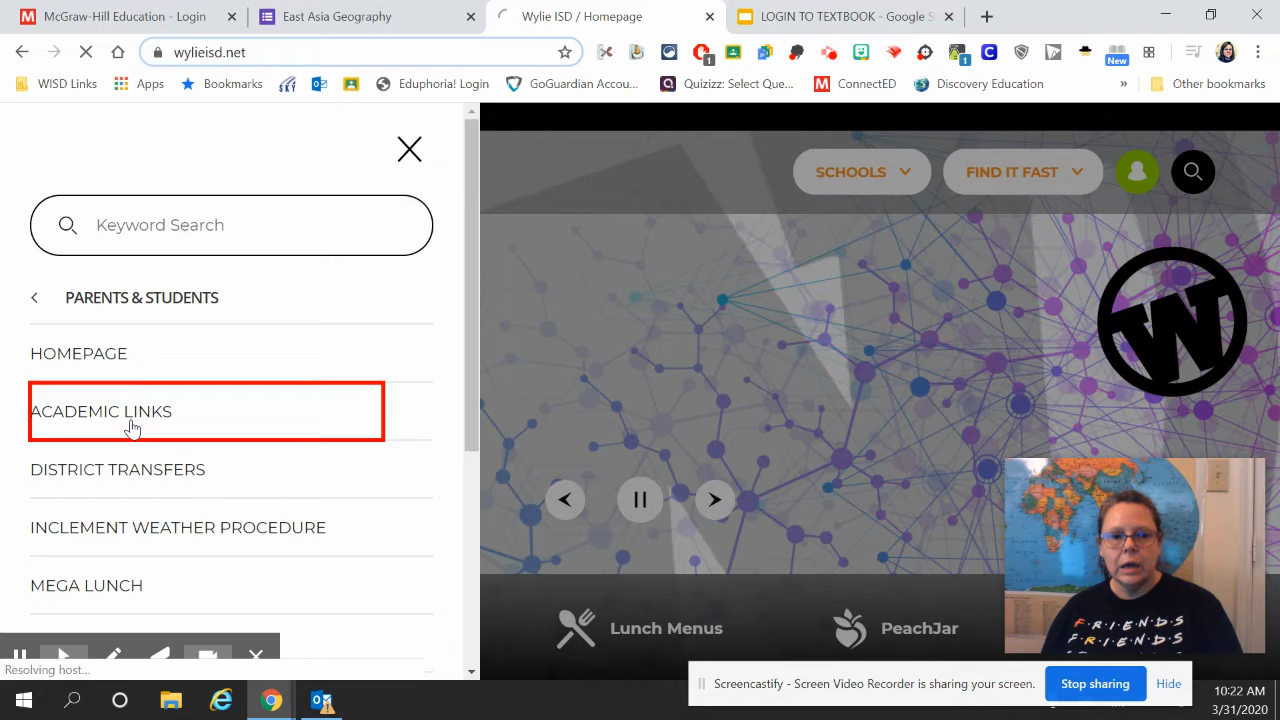 McGraw-Hill Education - Login
East Asia Geography
Wylie ISD / Homepage
LOGIN TO TEXTBOOK - Google S
wylieisd.net
1
1
New
WISD Links
Apps
Bookmarks
Eduphoria! Login
GoGuardian Accou...
Quizizz: Select Que...
ConnectED
Discovery Education
»
Other bookmarks
Keyword Search
PARENTS & STUDENTS
HOMEPAGE
ACADEMIC LINKS
DISTRICT TRANSFERS
INCLEMENT WEATHER PROCEDURE
MEGA LUNCH
SCHOOLS
FIND IT FAST
W
Lunch Menus
PeachJar
F·R·I·E·N·D·S
F·R·I·E·N·D·S
Resolving host...
Screencastify - Screen Video Recorder is sharing your screen.
Stop sharing
Hide
10:22 AM
3/31/2020